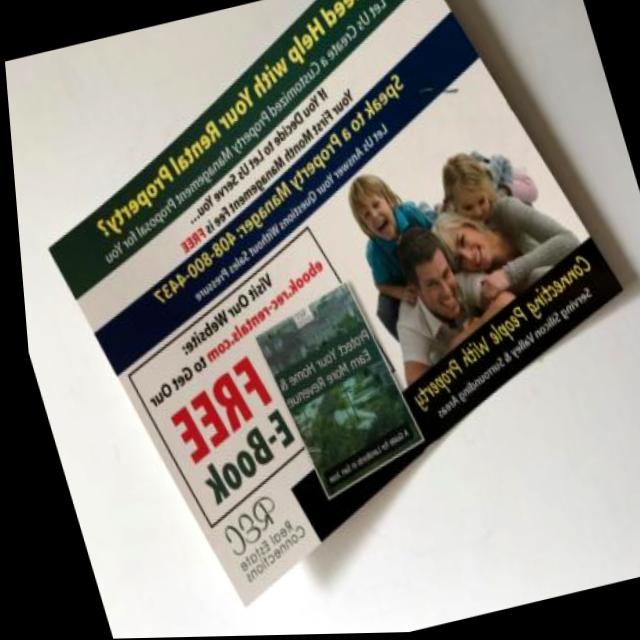 eed Help with Your Rental Property?
Let Us Create a Customized Property Management Proposal for You
If You Decide to Let Us Serve You...
Your First Month Management Fee is FREE
Speak to a Property Manager: 408-800-4437
Let Us Answer Your Questions Without Sales Pressure
Visit Our Website:
ebook.rec-rentals.com
to Get Our
FREE
E-Book
Protect Your Home &
Earn More Revenue
Connecting People with Property
Serving Silicon Valley & Surrounding Areas
REC
Real Estate
Connections